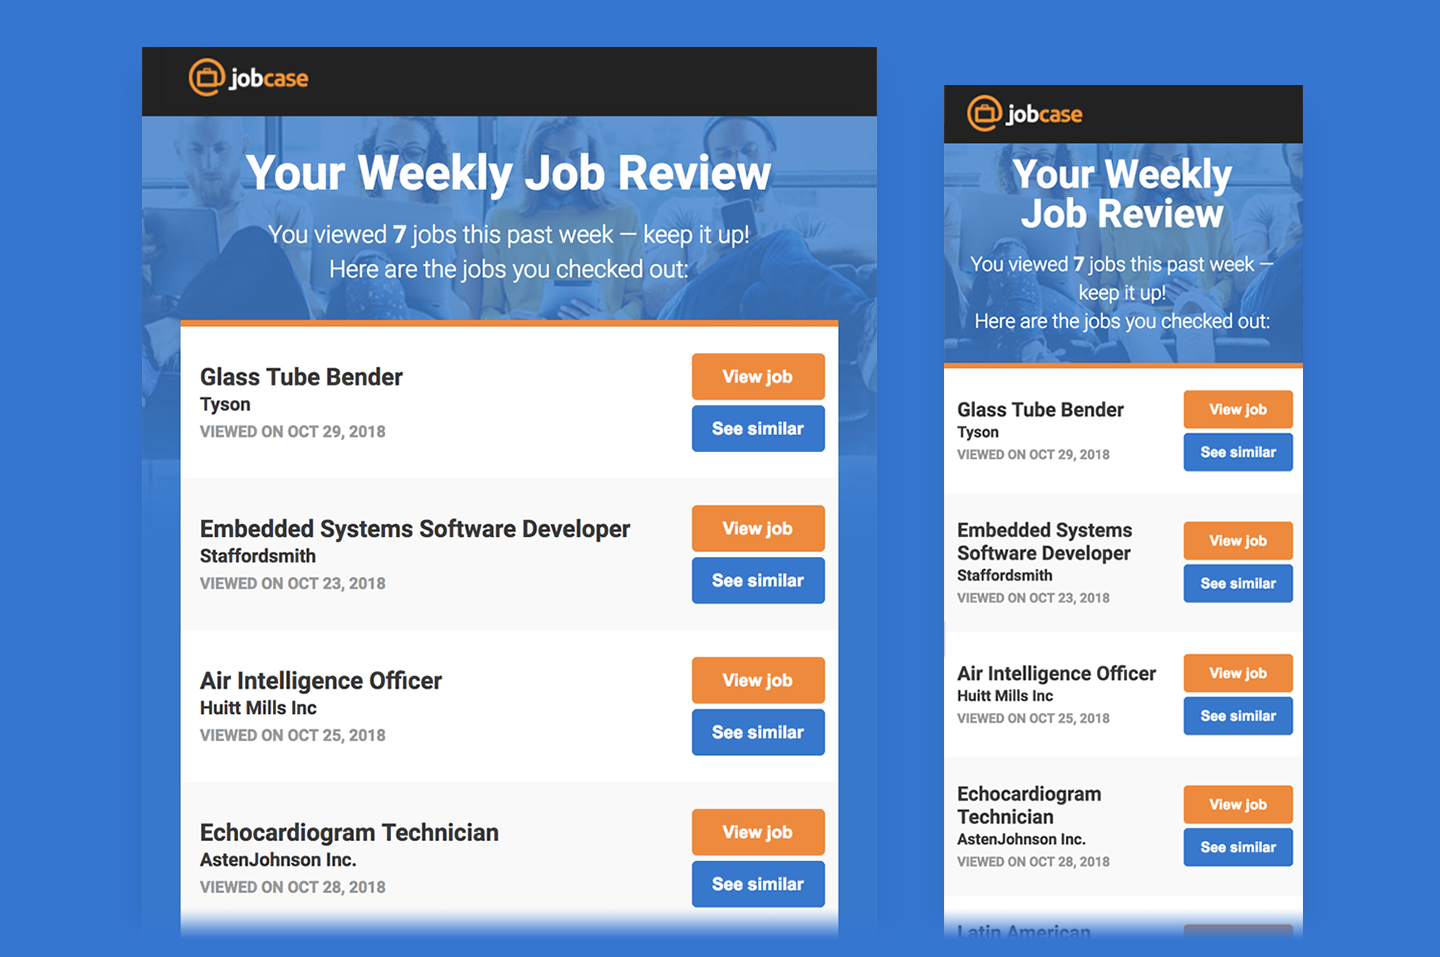 jobcase
Your Weekly Job Review
You viewed 7 jobs this past week — keep it up!
Here are the jobs you checked out:
Glass Tube Bender
Tyson
VIEWED ON OCT 29, 2018
View job
See similar
Embedded Systems Software Developer
Staffordsmith
VIEWED ON OCT 23, 2018
View job
See similar
Air Intelligence Officer
Huitt Mills Inc
VIEWED ON OCT 25, 2018
View job
See similar
Echocardiogram Technician
AstenJohnson Inc.
VIEWED ON OCT 28, 2018
View job
See similar
jobcase
Your Weekly
Job Review
You viewed 7 jobs this past week —
keep it up!
Here are the jobs you checked out:
Glass Tube Bender
Tyson
VIEWED ON OCT 29, 2018
View job
See similar
Embedded Systems
Software Developer
Staffordsmith
VIEWED ON OCT 23, 2018
View job
See similar
Air Intelligence Officer
Huitt Mills Inc
VIEWED ON OCT 25, 2018
View job
See similar
Echocardiogram
Technician
AstenJohnson Inc.
VIEWED ON OCT 28, 2018
View job
See similar
Latin American